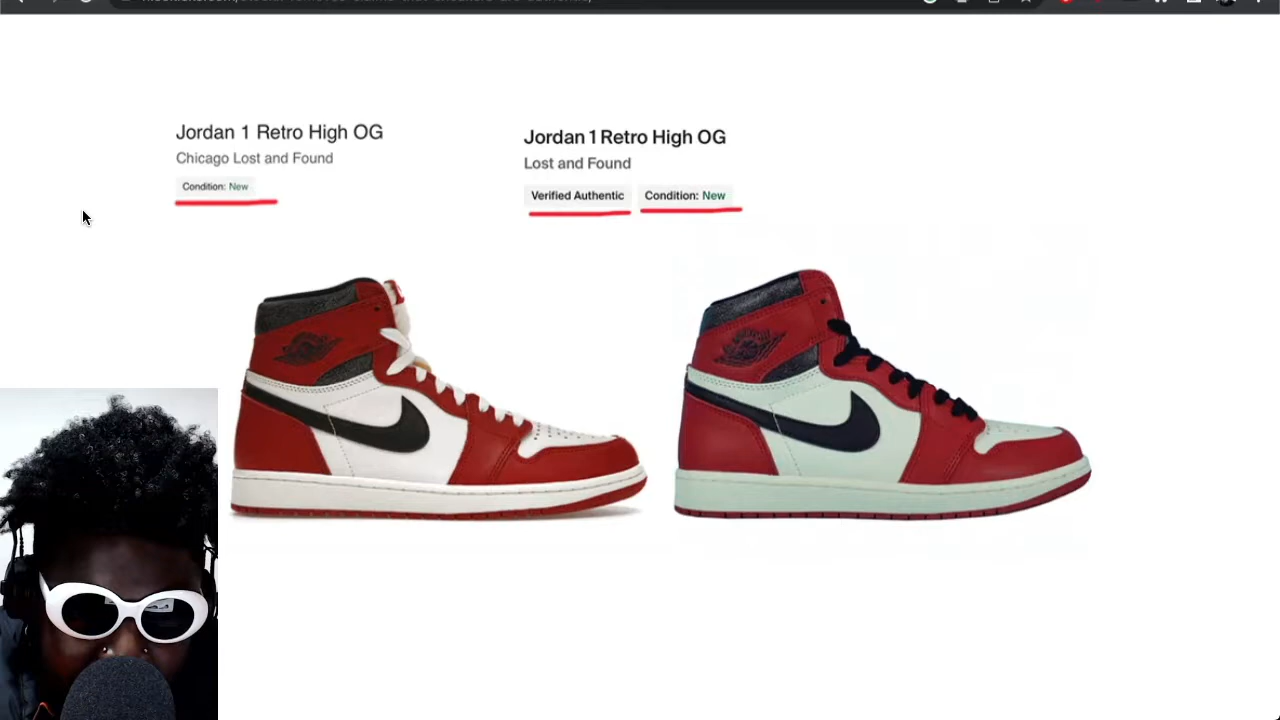 Jordan 1 Retro High OG
Chicago Lost and Found
Condition: New
Jordan 1 Retro High OG
Lost and Found
Verified Authentic Condition: New